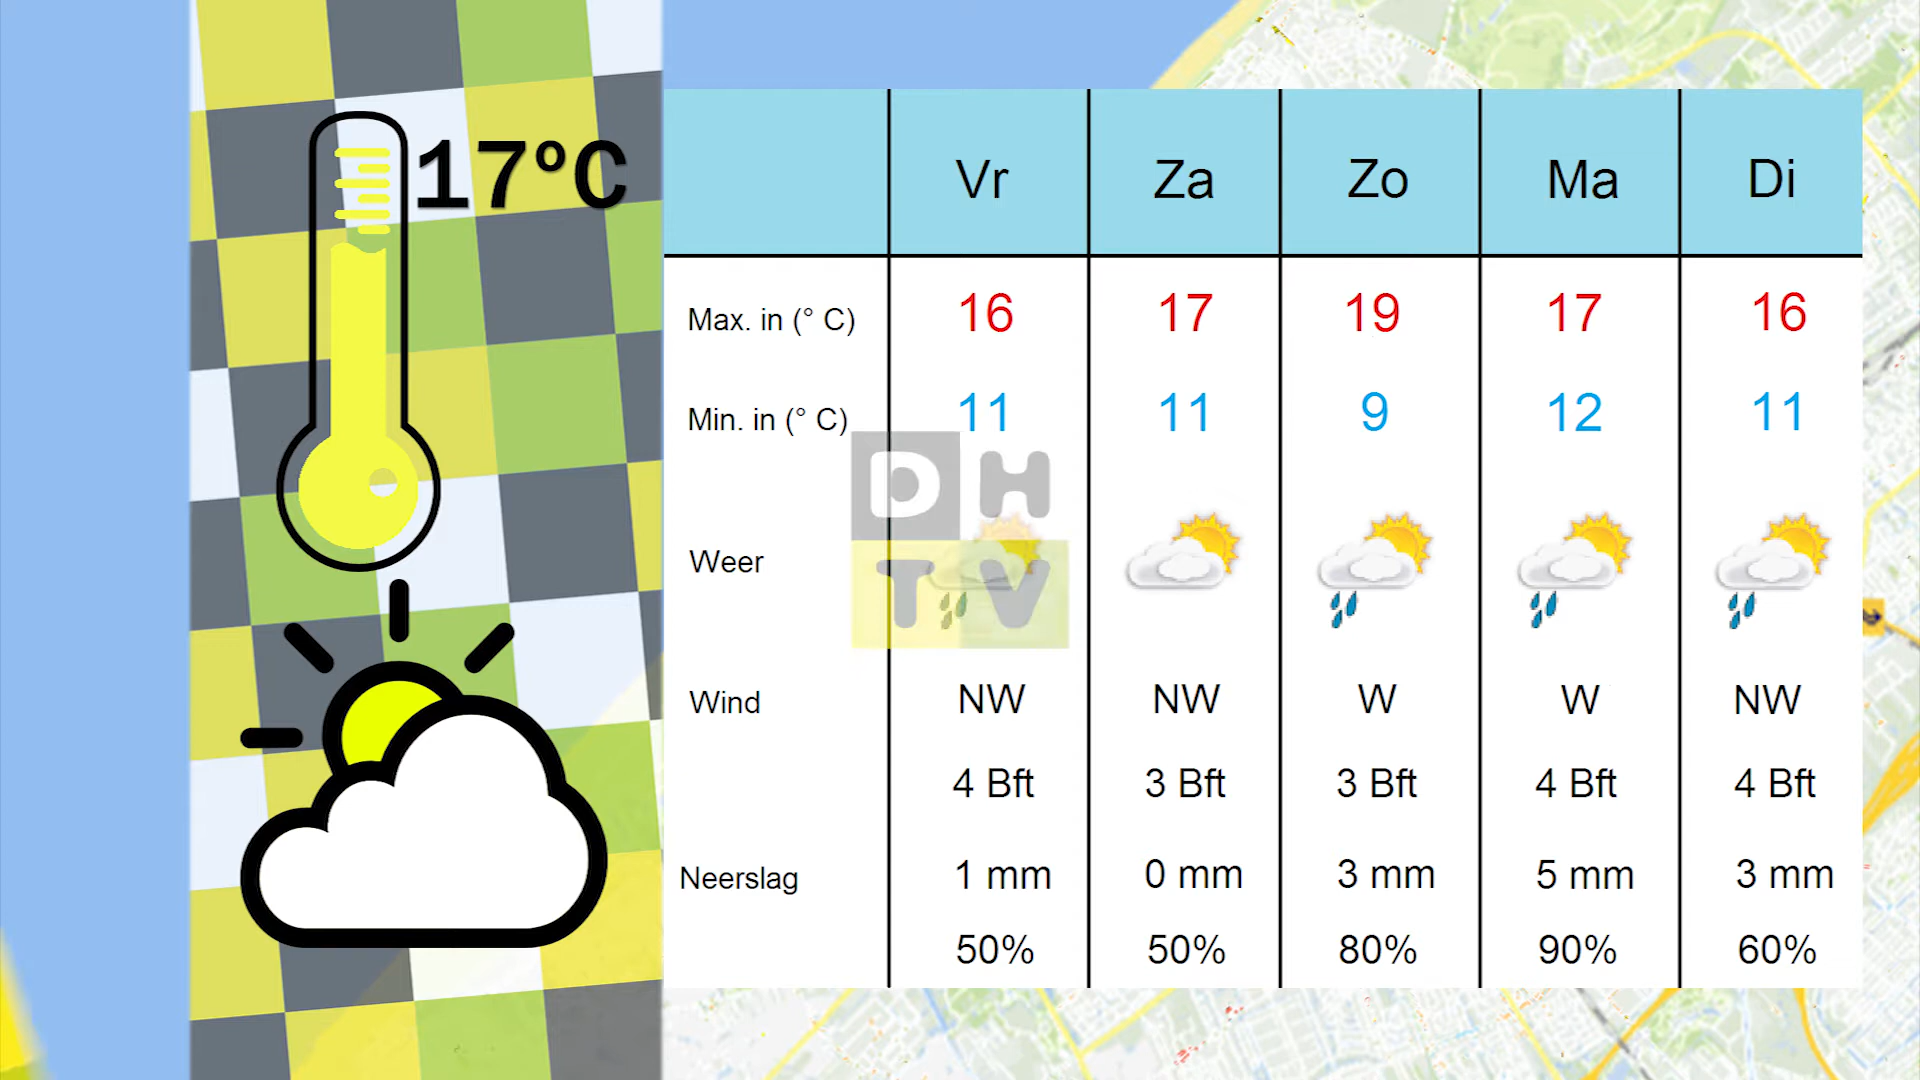 17°C
Vr Za Zo Ma Di
Max. in (° C) 16 17 19 17 16
Min. in (° C) 11 11 9 12 11
DH
TV
Weer
Wind NW NW W W NW
4 Bft 3 Bft 3 Bft 4 Bft 4 Bft
Neerslag 1 mm 0 mm 3 mm 5 mm 3 mm
50% 50% 80% 90% 60%